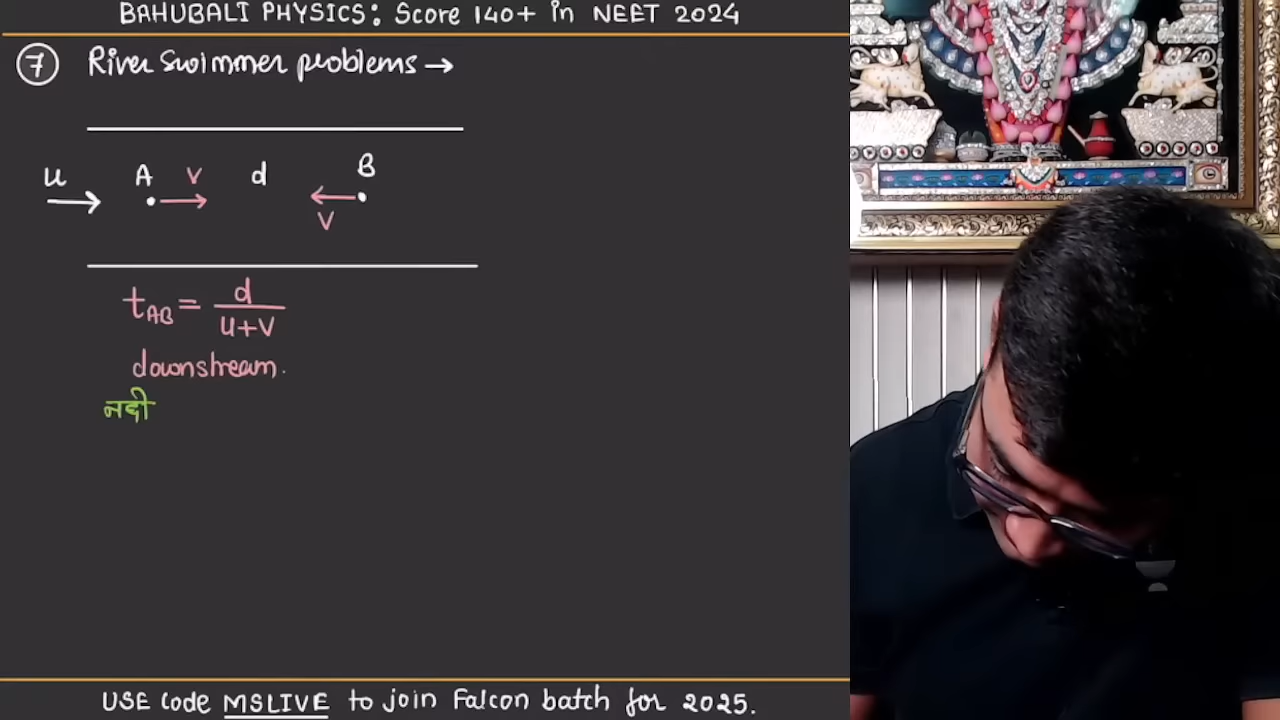 BAHUBALI PHYSICS: Score 140+ in NEET 2024
7 River Swimmer problems →
u A v d B
v
t_AB = d / (u+v)
downstream.
नदी
USE Code MSLIVE to join Falcon batch for 2025.